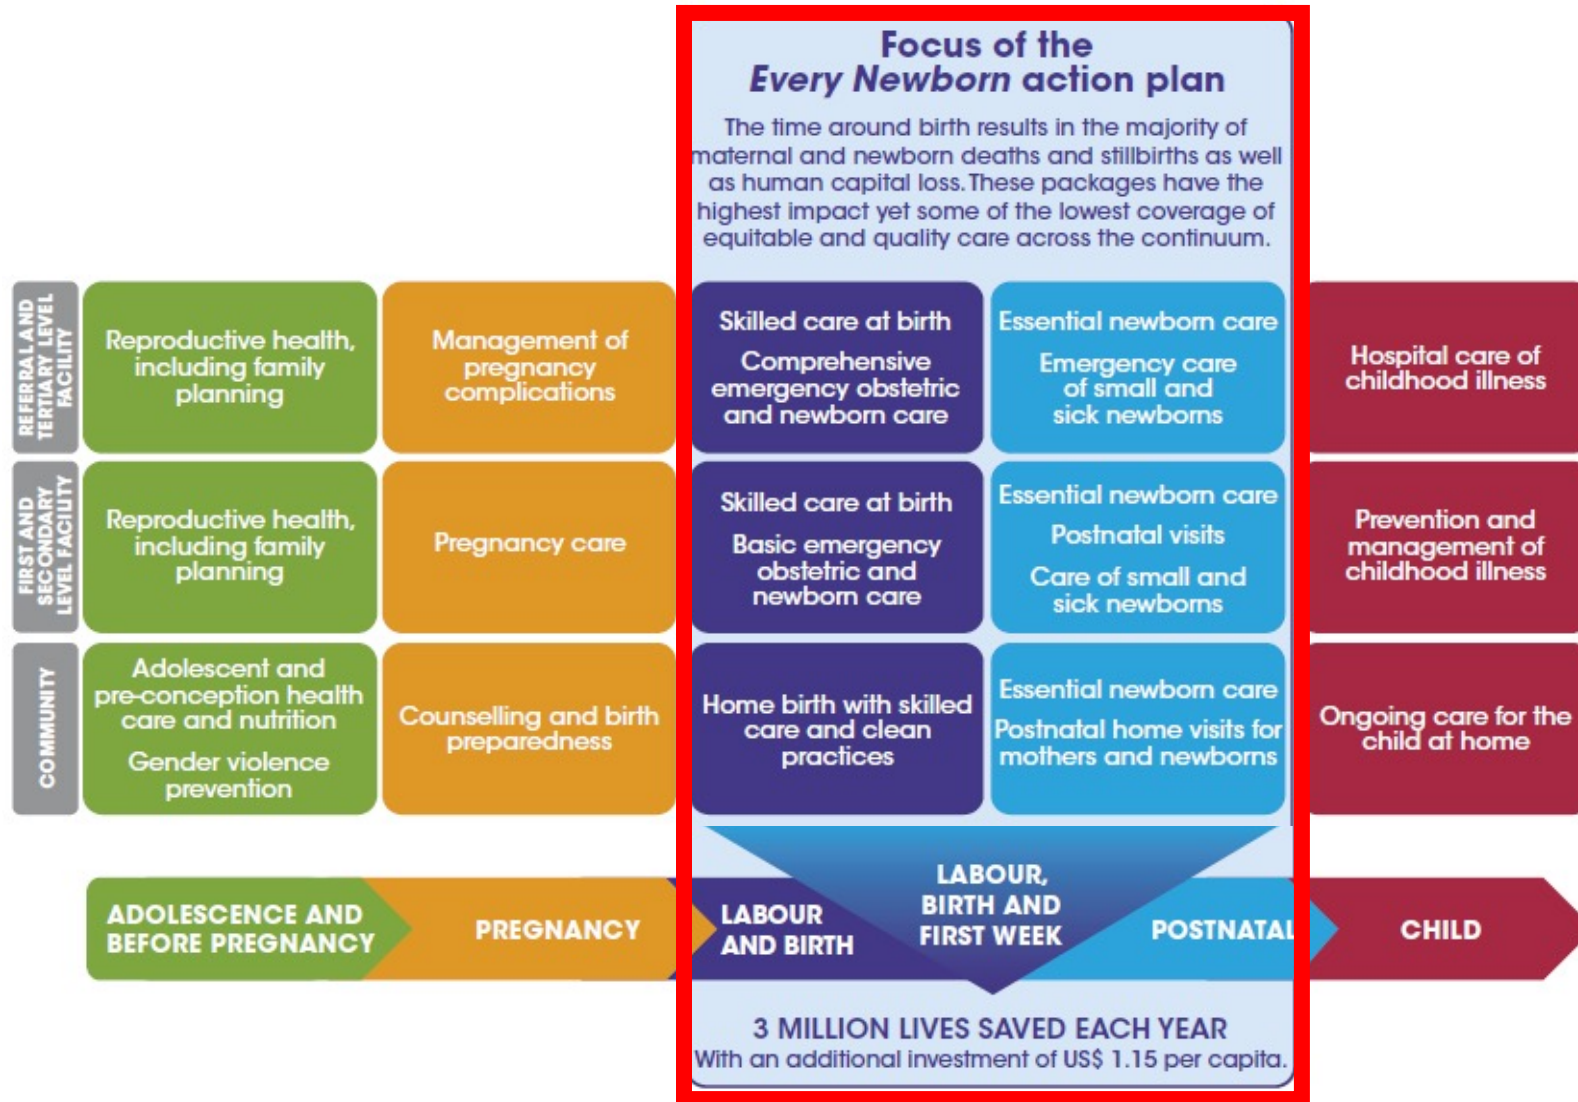 Focus of the
Every Newborn action plan
The time around birth results in the majority of
maternal and newborn deaths and stillbirths as well
as human capital loss. These packages have the
highest impact yet some of the lowest coverage of
equitable and quality care across the continuum.
REFERRAL AND
TERTIARY LEVEL
FACILITY
Reproductive health,
including family
planning
Management of
pregnancy
complications
Skilled care at birth
Comprehensive
emergency obstetric
and newborn care
Essential newborn care
Emergency care
of small and
sick newborns
Hospital care of
childhood illness
FIRST AND
SECONDARY
LEVEL FACILITY
Reproductive health,
including family
planning
Pregnancy care
Skilled care at birth
Basic emergency
obstetric and
newborn care
Essential newborn care
Postnatal visits
Care of small and
sick newborns
Prevention and
management of
childhood illness
COMMUNITY
Adolescent and
pre-conception health
care and nutrition
Gender violence
prevention
Counselling and birth
preparedness
Home birth with skilled
care and clean
practices
Essential newborn care
Postnatal home visits for
mothers and newborns
Ongoing care for the
child at home
ADOLESCENCE AND
BEFORE PREGNANCY
PREGNANCY
LABOUR
AND BIRTH
LABOUR,
BIRTH AND
FIRST WEEK
POSTNATAL
CHILD
3 MILLION LIVES SAVED EACH YEAR
With an additional investment of US$ 1.15 per capita.